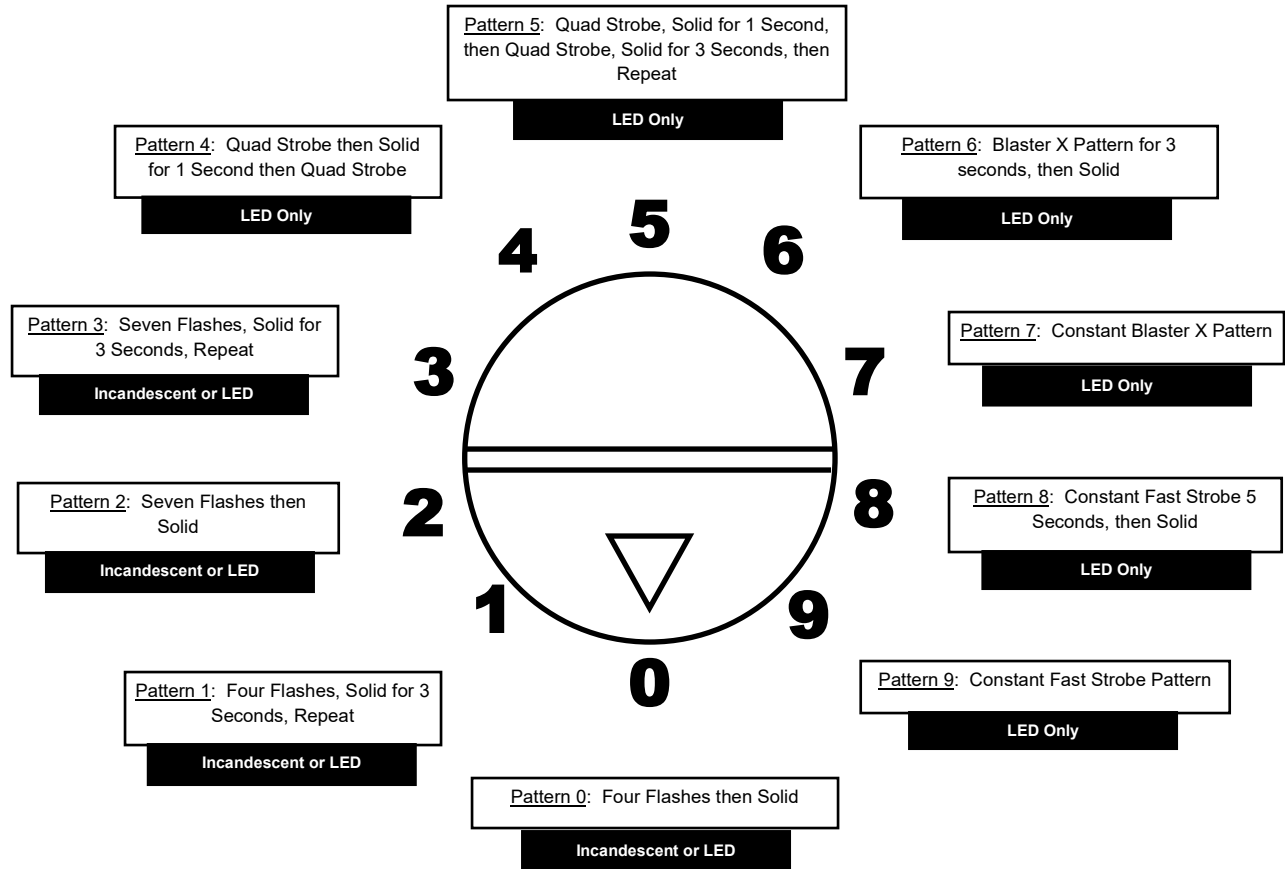 Pattern 5:  Quad Strobe, Solid for 1 Second,
then Quad Strobe, Solid for 3 Seconds, then
Repeat
LED Only
Pattern 4:  Quad Strobe then Solid
for 1 Second then Quad Strobe
LED Only
Pattern 6:  Blaster X Pattern for 3
seconds, then Solid
LED Only
5
4
6
Pattern 3:  Seven Flashes, Solid for
3 Seconds, Repeat
Incandescent or LED
3
7
Pattern 7:  Constant Blaster X Pattern
LED Only
Pattern 2:  Seven Flashes then
Solid
Incandescent or LED
2
8
Pattern 8:  Constant Fast Strobe 5
Seconds, then Solid
LED Only
1
9
0
Pattern 1:  Four Flashes, Solid for 3
Seconds, Repeat
Incandescent or LED
Pattern 9:  Constant Fast Strobe Pattern
LED Only
Pattern 0:  Four Flashes then Solid
Incandescent or LED